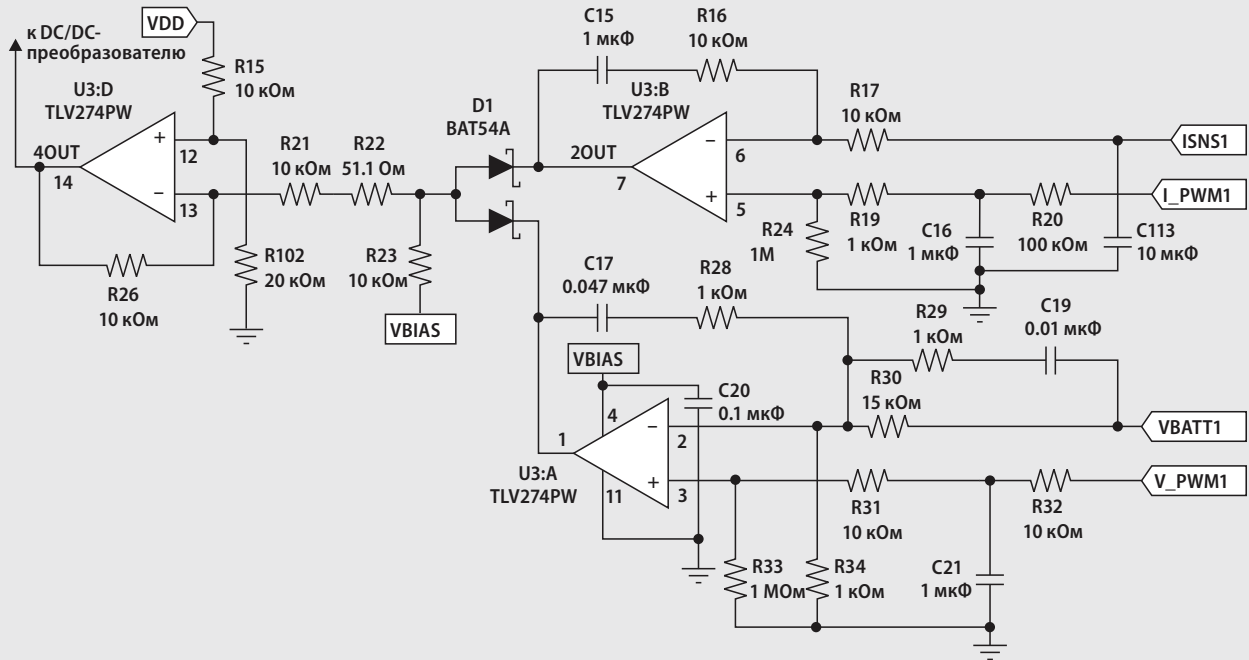 к DC/DC-
преобразователю
VDD
R15
10 кОм
U3:D
TLV274PW
4OUT
14
+
12
–
13
R26
10 кОм
R102
20 кОм
R21
10 кОм
R22
51.1 Ом
R23
10 кОм
VBIAS
D1
BAT54A
C15
1 мкФ
R16
10 кОм
U3:B
TLV274PW
2OUT
7
–
6
+
5
R17
10 кОм
ISNS1
I_PWM1
R19
1 кОм
R24
1M
C16
1 мкФ
R20
100 кОм
C113
10 мкФ
C17
0.047 мкФ
R28
1 кОм
R29
1 кОм
C19
0.01 мкФ
VBIAS
C20
0.1 мкФ
4
1
–
2
+
3
11
U3:A
TLV274PW
R30
15 кОм
VBATT1
V_PWM1
R31
10 кОм
R32
10 кОм
R33
1 МОм
R34
1 кОм
C21
1 мкФ